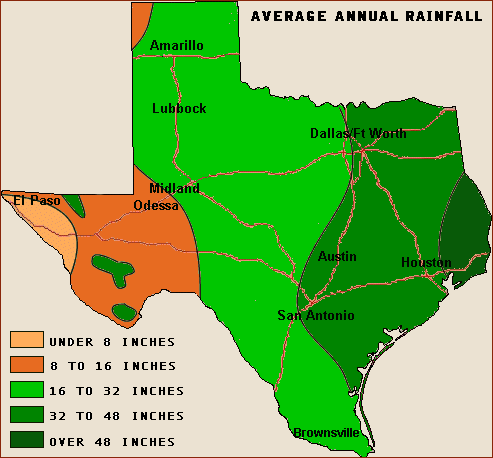 AVERAGE ANNUAL RAINFALL
Amarillo
Lubbock
Dallas/Ft Worth
Midland
El Paso
Odessa
Austin
Houston
San Antonio
UNDER 8 INCHES
8 TO 16 INCHES
16 TO 32 INCHES
32 TO 48 INCHES
Brownsville
OVER 48 INCHES